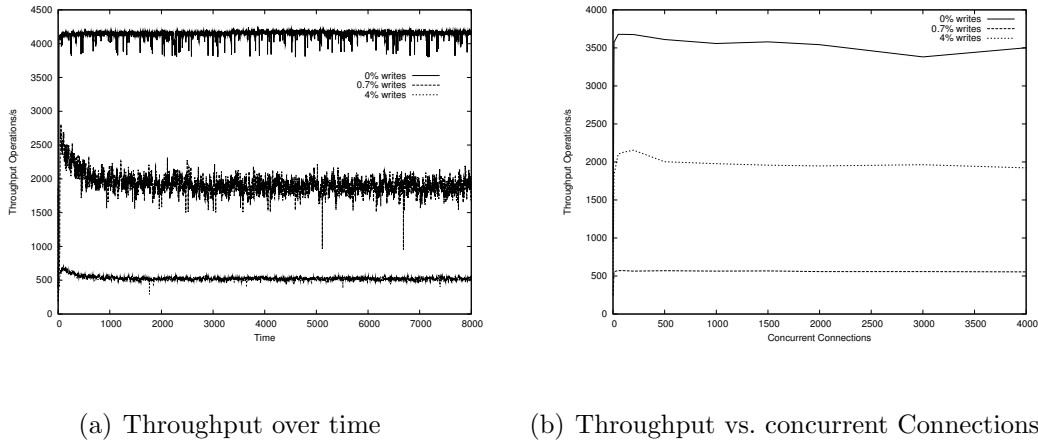 4500
4000
3500
3000
2500
2000
1500
1000
500
0
Throughput Operations/s
0% writes
0.7% writes
4% writes
0 1000 2000 3000 4000 5000 6000 7000 8000
Time
(a) Throughput over time
4000
3500
3000
2500
2000
1500
1000
500
0
Throughput Operations/s
0% writes
0.7% writes
4% writes
0 500 1000 1500 2000 2500 3000 3500 4000
Concurrent Connections
(b) Throughput vs. concurrent Connections